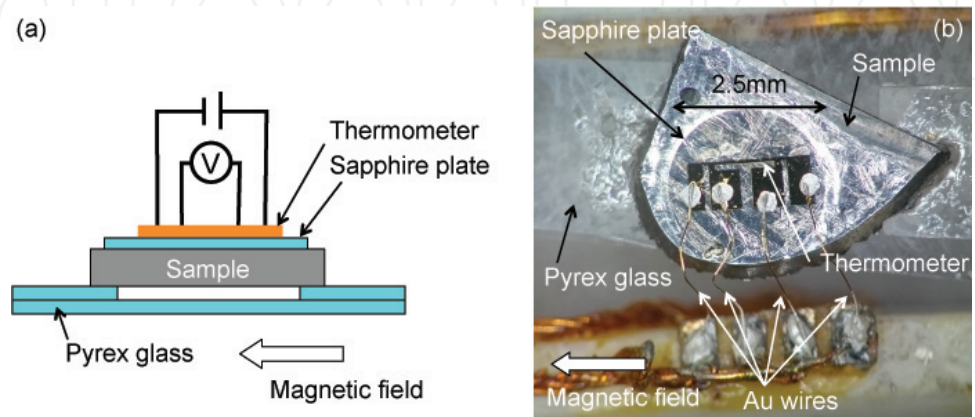 (a)
V
Thermometer
Sapphire plate
Sample
Pyrex glass
Magnetic field
(b)
Sapphire plate
Sample
2.5mm
Pyrex glass
Thermometer
Magnetic field
Au wires